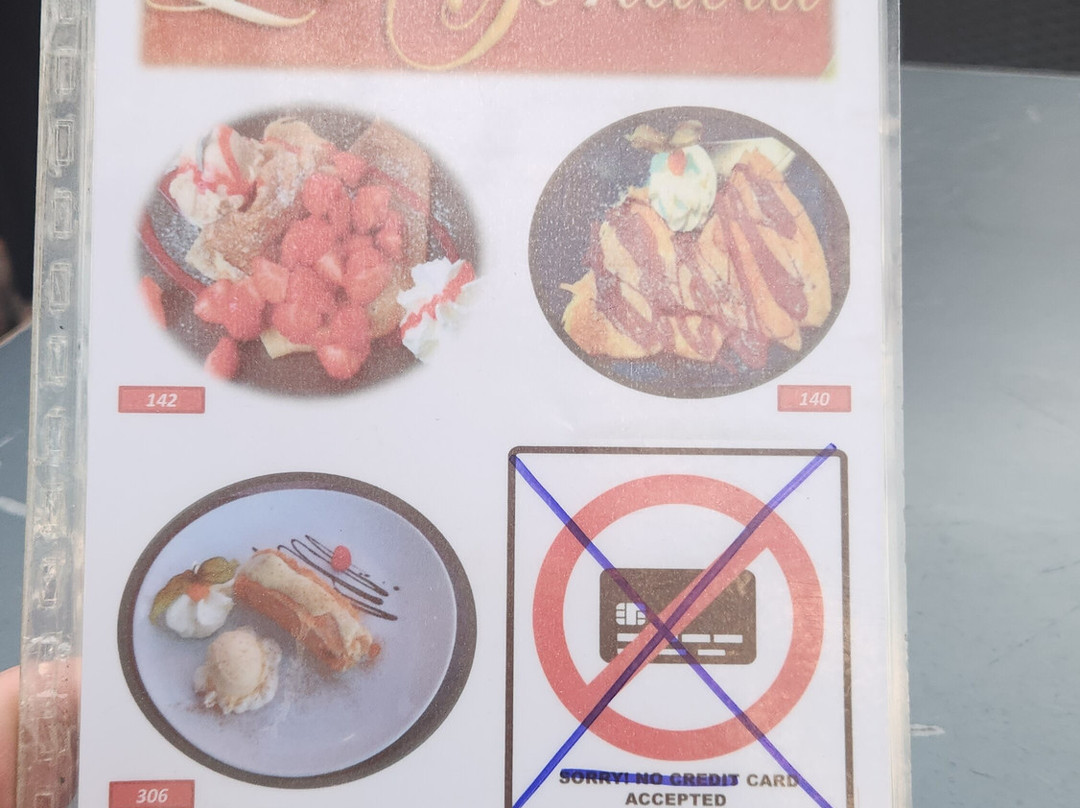 142
140
306
SORRY! NO CREDIT CARD
ACCEPTED